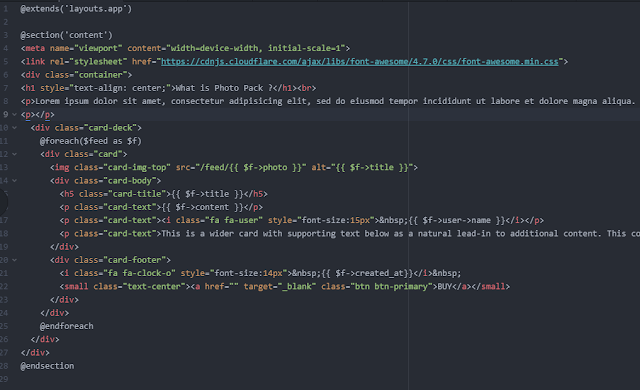 1 @extends('layouts.app')
2
3 @section('content')
4 <meta name="viewport" content="width=device-width, initial-scale=1">
5 <link rel="stylesheet" href="https://cdnjs.cloudflare.com/ajax/libs/font-awesome/4.7.0/css/font-awesome.min.css">
6 <div class="container">
7 <h1 style="text-align: center;">What is Photo Pack ?</h1><br>
8 <p>Lorem ipsum dolor sit amet, consectetur adipisicing elit, sed do eiusmod tempor incididunt ut labore et dolore magna aliqua.
9 <p></p>
10 <div class="card-deck">
11 @foreach($feed as $f)
12 <div class="card">
13 <img class="card-img-top" src="/feed/{{ $f->photo }}" alt="{{ $f->title }}">
14 <div class="card-body">
15 <h5 class="card-title">{{ $f->title }}</h5>
16 <p class="card-text">{{ $f->content }}</p>
17 <p class="card-text"><i class="fa fa-user" style="font-size:15px">&nbsp;{{ $f->user->name }}</i></p>
18 <p class="card-text">This is a wider card with supporting text below as a natural lead-in to additional content. This co
19 </div>
20 <div class="card-footer">
21 <i class="fa fa-clock-o" style="font-size:14px">&nbsp;{{ $f->created_at}}</i>&nbsp;
22 <small class="text-center"><a href="" target="_blank" class="btn btn-primary">BUY</a></small>
23 </div>
24 </div>
25 @endforeach
26 </div>
27 </div>
28 @endsection
29